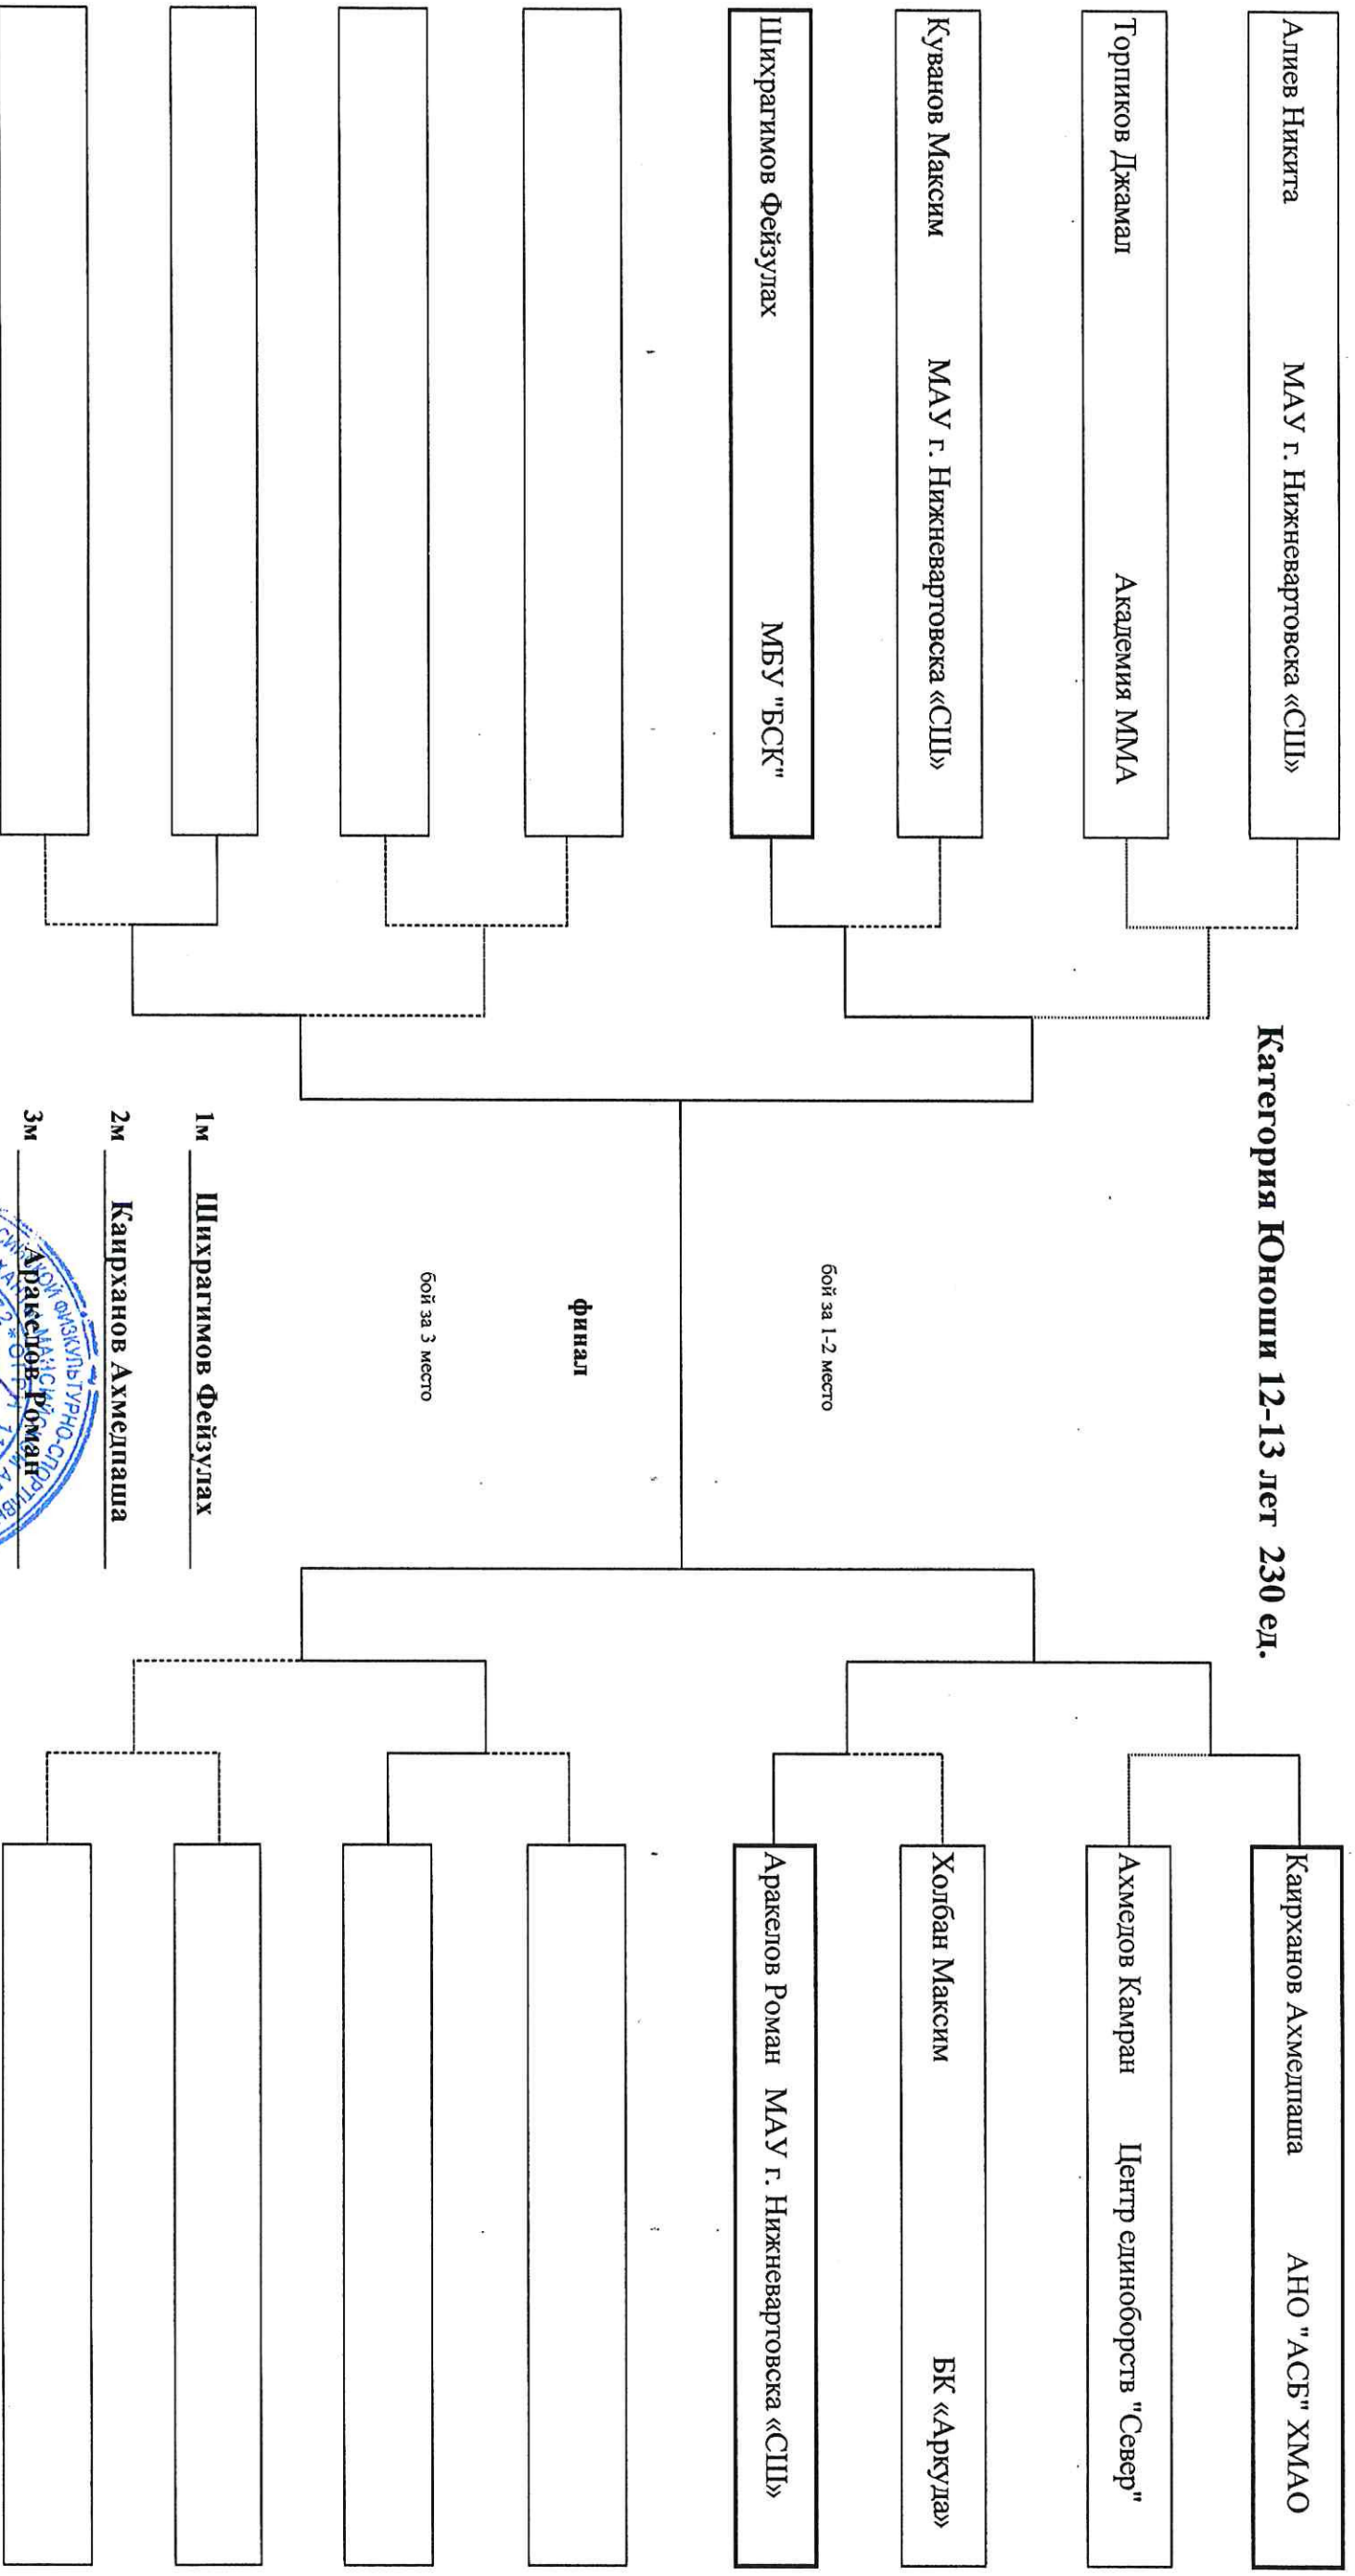 Категория Юноши 12-13 лет 230 ед.
Алиев Никита МАУ г. Нижневартовска «СШ»
Торпиков Джамал Академия ММА
Куванов Максим МАУ г. Нижневартовска «СШ»
Шихрагимов Фейзулах МБУ "БСК"
Каирханов Ахмедпаша АНО "АСБ" ХМАО
Ахмедов Камран Центр единоборств "Север"
Холбан Максим БК «Аркуда»
Аракелов Роман МАУ г. Нижневартовска «СШ»
бой за 1-2 место
финал
бой за 3 место
1м Шихрагимов Фейзулах
2м Каирханов Ахмедпаша
3м Аракелов Роман